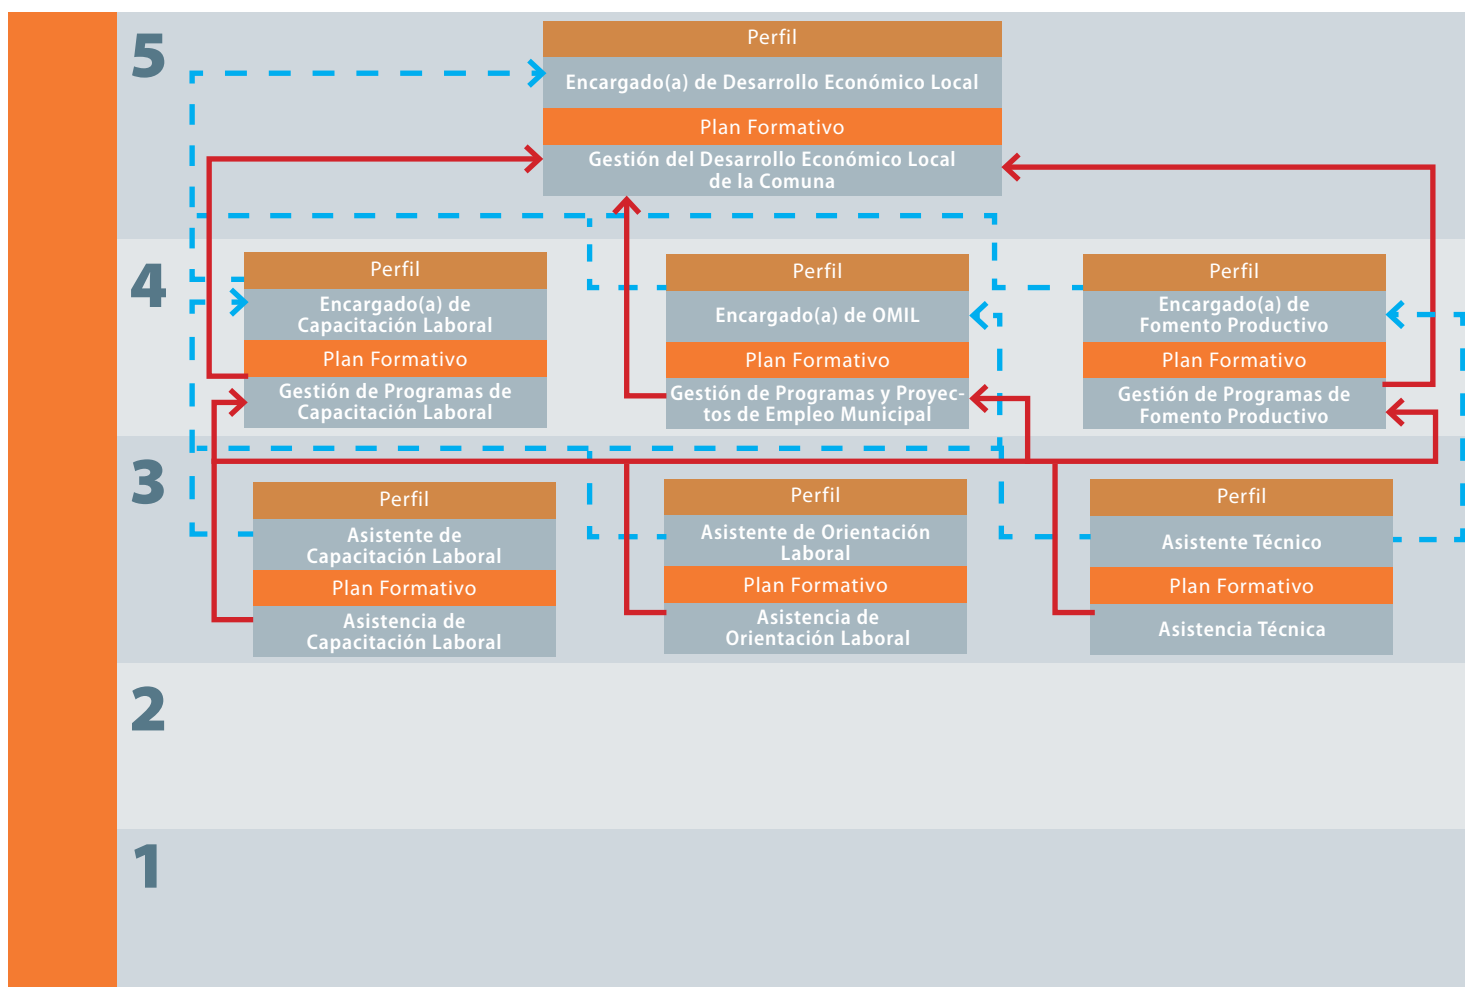 5
Perfil
Encargado(a) de Desarrollo Económico Local
Plan Formativo
Gestión del Desarrollo Económico Local
de la Comuna
4
Perfil
Encargado(a) de
Capacitación Laboral
Plan Formativo
Gestión de Programas de
Capacitación Laboral
Perfil
Encargado(a) de OMIL
Plan Formativo
Gestión de Programas y Proyec-
tos de Empleo Municipal
Perfil
Encargado(a) de
Fomento Productivo
Plan Formativo
Gestión de Programas de
Fomento Productivo
3
Perfil
Asistente de
Capacitación Laboral
Plan Formativo
Asistencia de
Capacitación Laboral
Perfil
Asistente de Orientación
Laboral
Plan Formativo
Asistencia de
Orientación Laboral
Perfil
Asistente Técnico
Plan Formativo
Asistencia Técnica
2
1